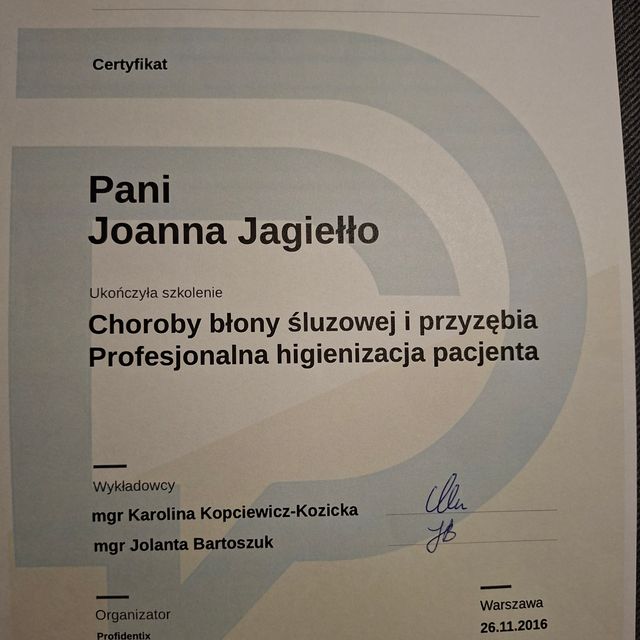 Certyfikat
Pani
Joanna Jagiełło
Ukończyła szkolenie
Choroby błony śluzowej i przyzębia
Profesjonalna higienizacja pacjenta
Wykładowcy
mgr Karolina Kopciewicz-Kozicka
mgr Jolanta Bartoszuk
Organizator
Profidentix
Warszawa
26.11.2016